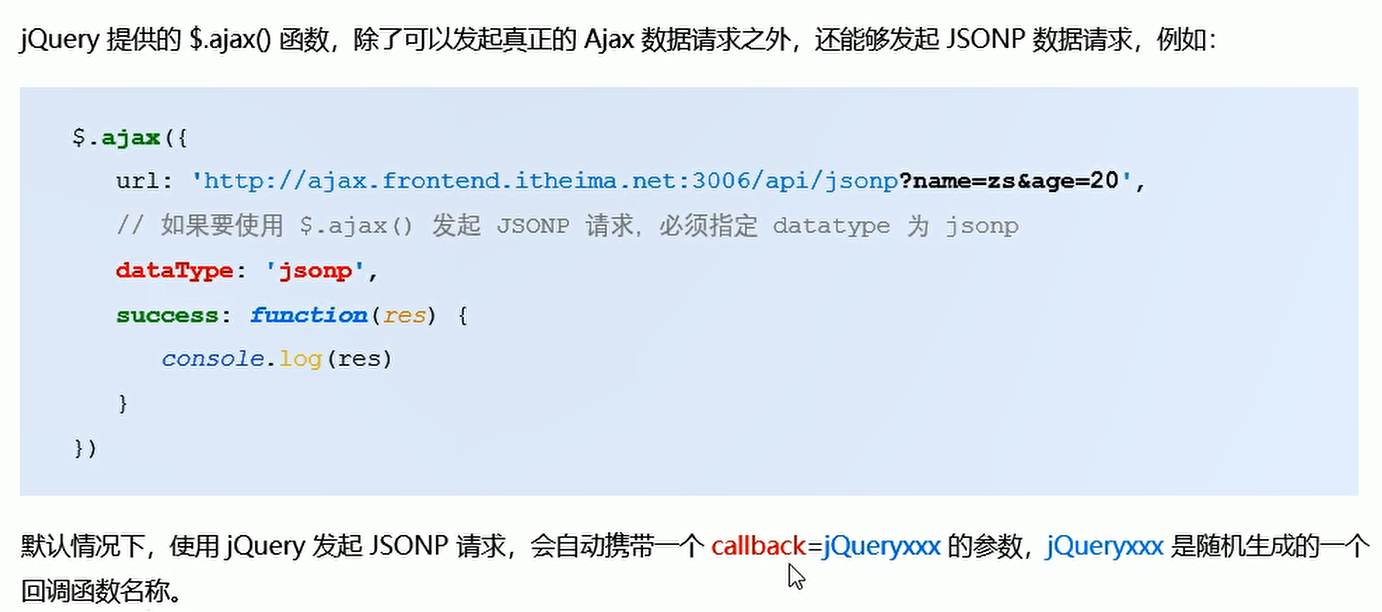 jQuery 提供的 $.ajax() 函数，除了可以发起真正的 Ajax 数据请求之外，还能够发起 JSONP 数据请求，例如：
$.ajax({
url: 'http://ajax.frontend.itheima.net:3006/api/jsonp?name=zs&age=20',
// 如果要使用 $.ajax() 发起 JSONP 请求，必须指定 datatype 为 jsonp
dataType: 'jsonp',
success: function(res) {
console.log(res)
}
})
默认情况下，使用 jQuery 发起 JSONP 请求，会自动携带一个 callback=jQueryxxx 的参数，jQueryxxx 是随机生成的一个
回调函数名称。